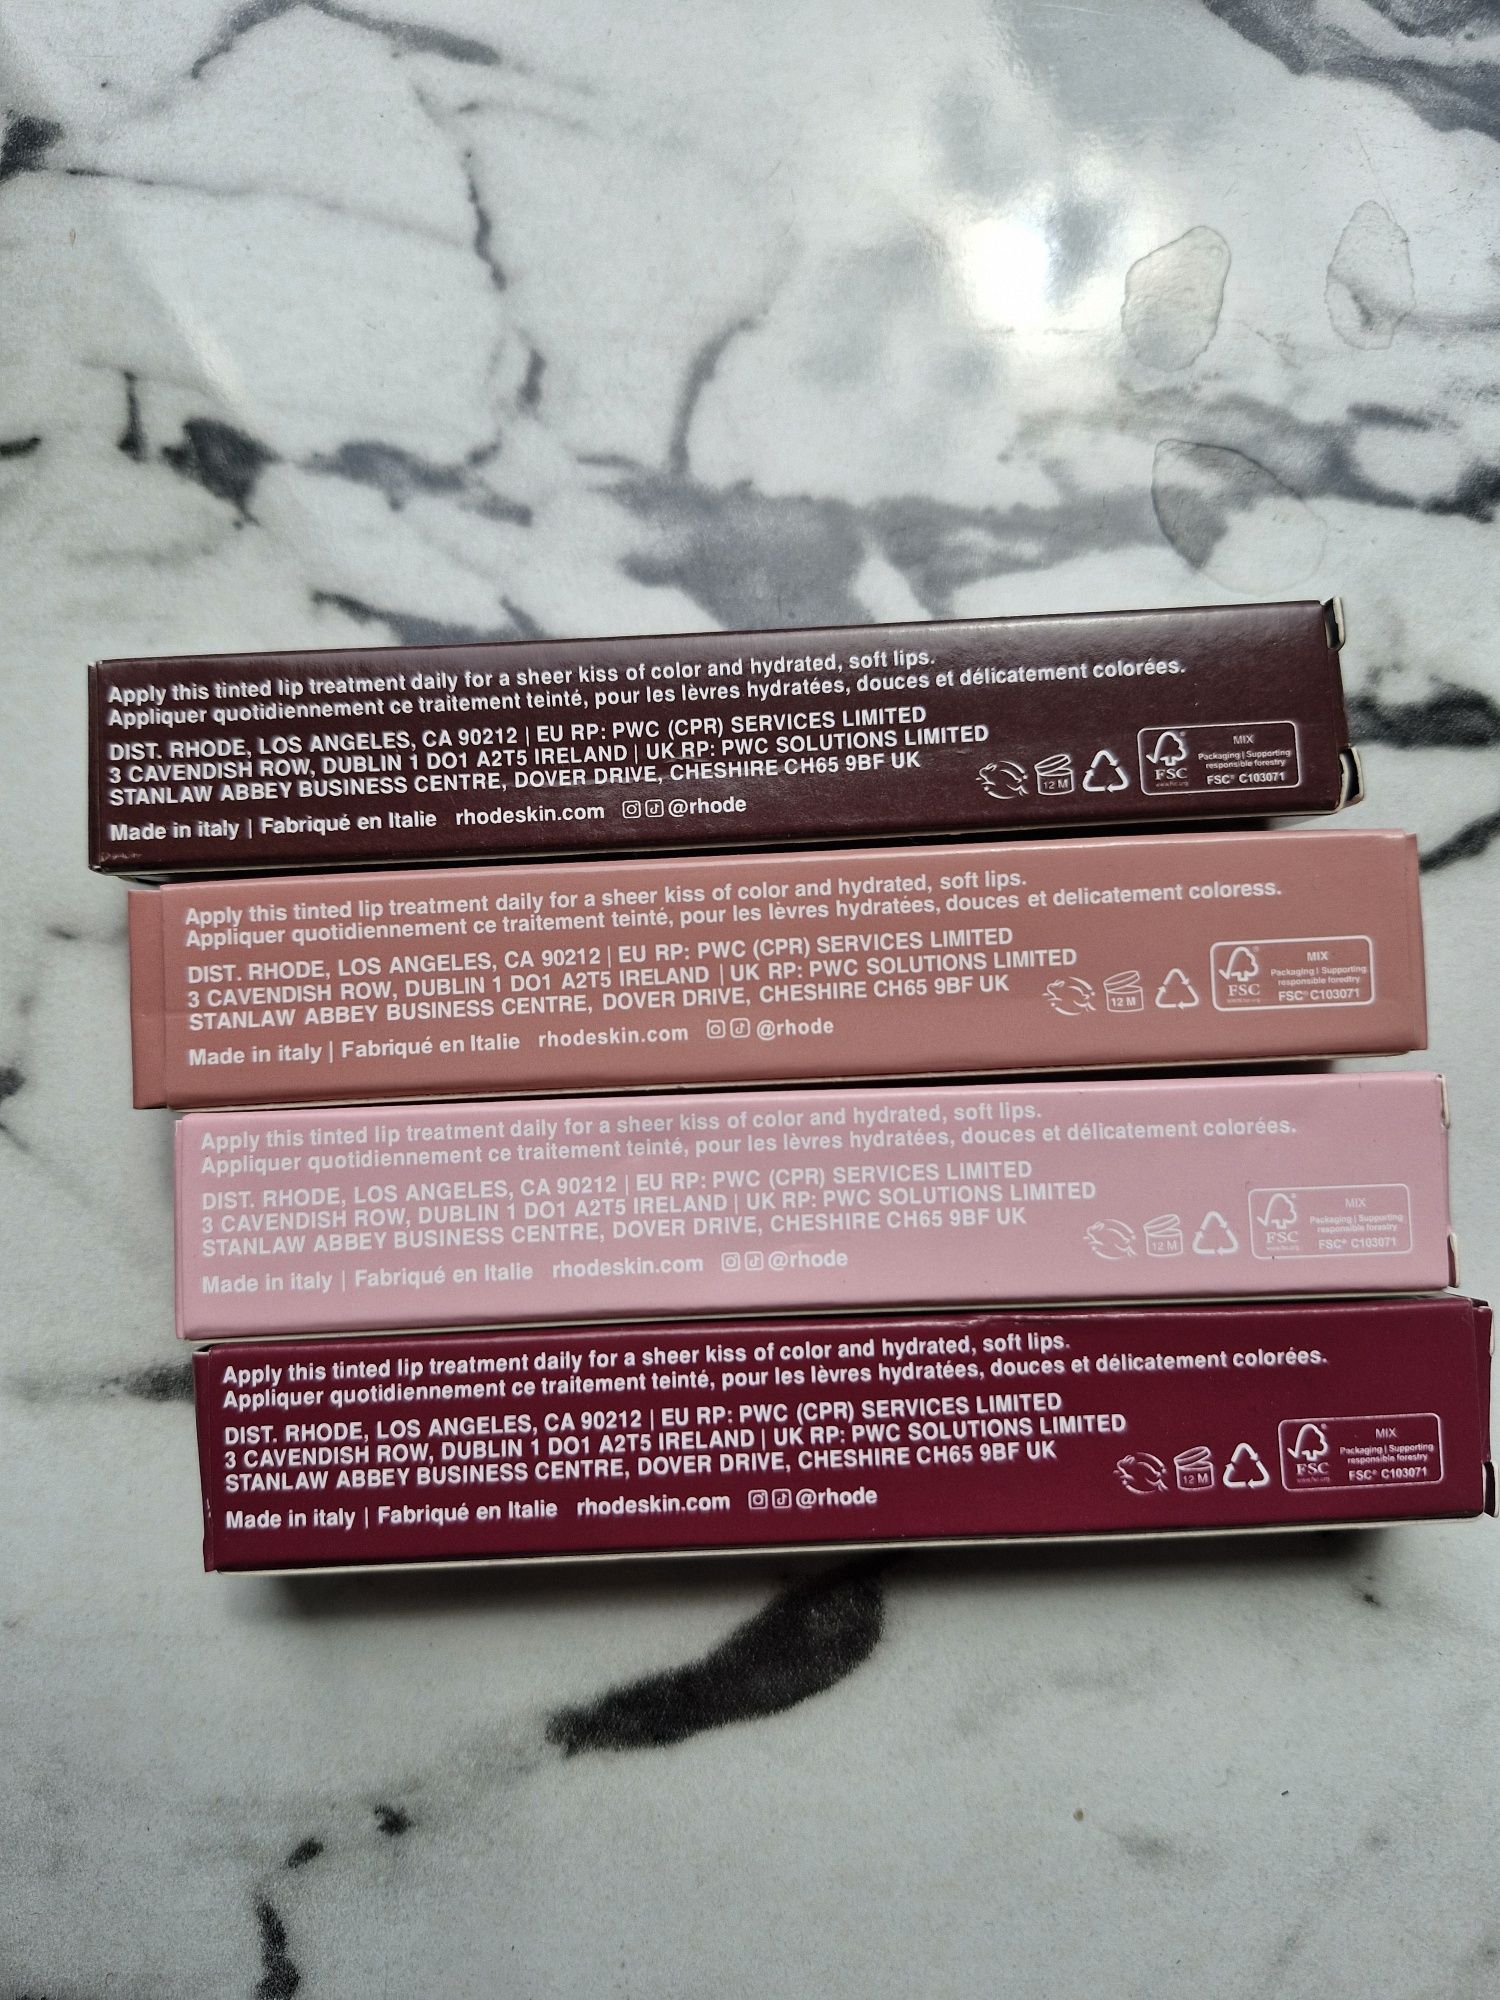 Apply this tinted lip treatment daily for a sheer kiss of color and hydrated, soft lips.
Appliquer quotidiennement ce traitement teinté, pour les lèvres hydratées, douces et délicatement colorées.
DIST. RHODE, LOS ANGELES, CA 90212 | EU RP: PWC (CPR) SERVICES LIMITED
3 CAVENDISH ROW, DUBLIN 1 DO1 A2T5 IRELAND | UK RP: PWC SOLUTIONS LIMITED
STANLAW ABBEY BUSINESS CENTRE, DOVER DRIVE, CHESHIRE CH65 9BF UK
Made in italy | Fabriqué en Italie rhodeskin.com @rhode
12 M
FSC
www.fsc.org
MIX
Packaging | Supporting
responsible forestry
FSC® C103071
Apply this tinted lip treatment daily for a sheer kiss of color and hydrated, soft lips.
Appliquer quotidiennement ce traitement teinté, pour les lèvres hydratées, douces et delicatement coloress.
DIST. RHODE, LOS ANGELES, CA 90212 | EU RP: PWC (CPR) SERVICES LIMITED
3 CAVENDISH ROW, DUBLIN 1 DO1 A2T5 IRELAND | UK RP: PWC SOLUTIONS LIMITED
STANLAW ABBEY BUSINESS CENTRE, DOVER DRIVE, CHESHIRE CH65 9BF UK
Made in italy | Fabriqué en Italie rhodeskin.com @rhode
12 M
FSC
www.fsc.org
MIX
Packaging | Supporting
responsible foredtry
FSC® C103071
Apply this tinted lip treatment daily for a sheer kiss of color and hydrated, soft lips.
Appliquer quotidiennement ce traitement teinté, pour les lèvres hydratées, douces et délicatement colorées.
DIST. RHODE, LOS ANGELES, CA 90212 | EU RP: PWC (CPR) SERVICES LIMITED
3 CAVENDISH ROW, DUBLIN 1 DO1 A2T5 IRELAND | UK RP: PWC SOLUTIONS LIMITED
STANLAW ABBEY BUSINESS CENTRE, DOVER DRIVE, CHESHIRE CH65 9BF UK
Made in italy | Fabriqué en Italie rhodeskin.com @rhode
12 M
FSC
www.fsc.org
MIX
Packaging | Supporting
responsible forestry
FSC® C103071
Apply this tinted lip treatment daily for a sheer kiss of color and hydrated, soft lips.
Appliquer quotidiennement ce traitement teinté, pour les lèvres hydratées, douces et délicatement colorées.
DIST. RHODE, LOS ANGELES, CA 90212 | EU RP: PWC (CPR) SERVICES LIMITED
3 CAVENDISH ROW, DUBLIN 1 DO1 A2T5 IRELAND | UK RP: PWC SOLUTIONS LIMITED
STANLAW ABBEY BUSINESS CENTRE, DOVER DRIVE, CHESHIRE CH65 9BF UK
Made in italy | Fabriqué en Italie rhodeskin.com @rhode
12 M
FSC
www.fsc.org
MIX
Packaging | Supporting
responsible forestry
FSC® C103071